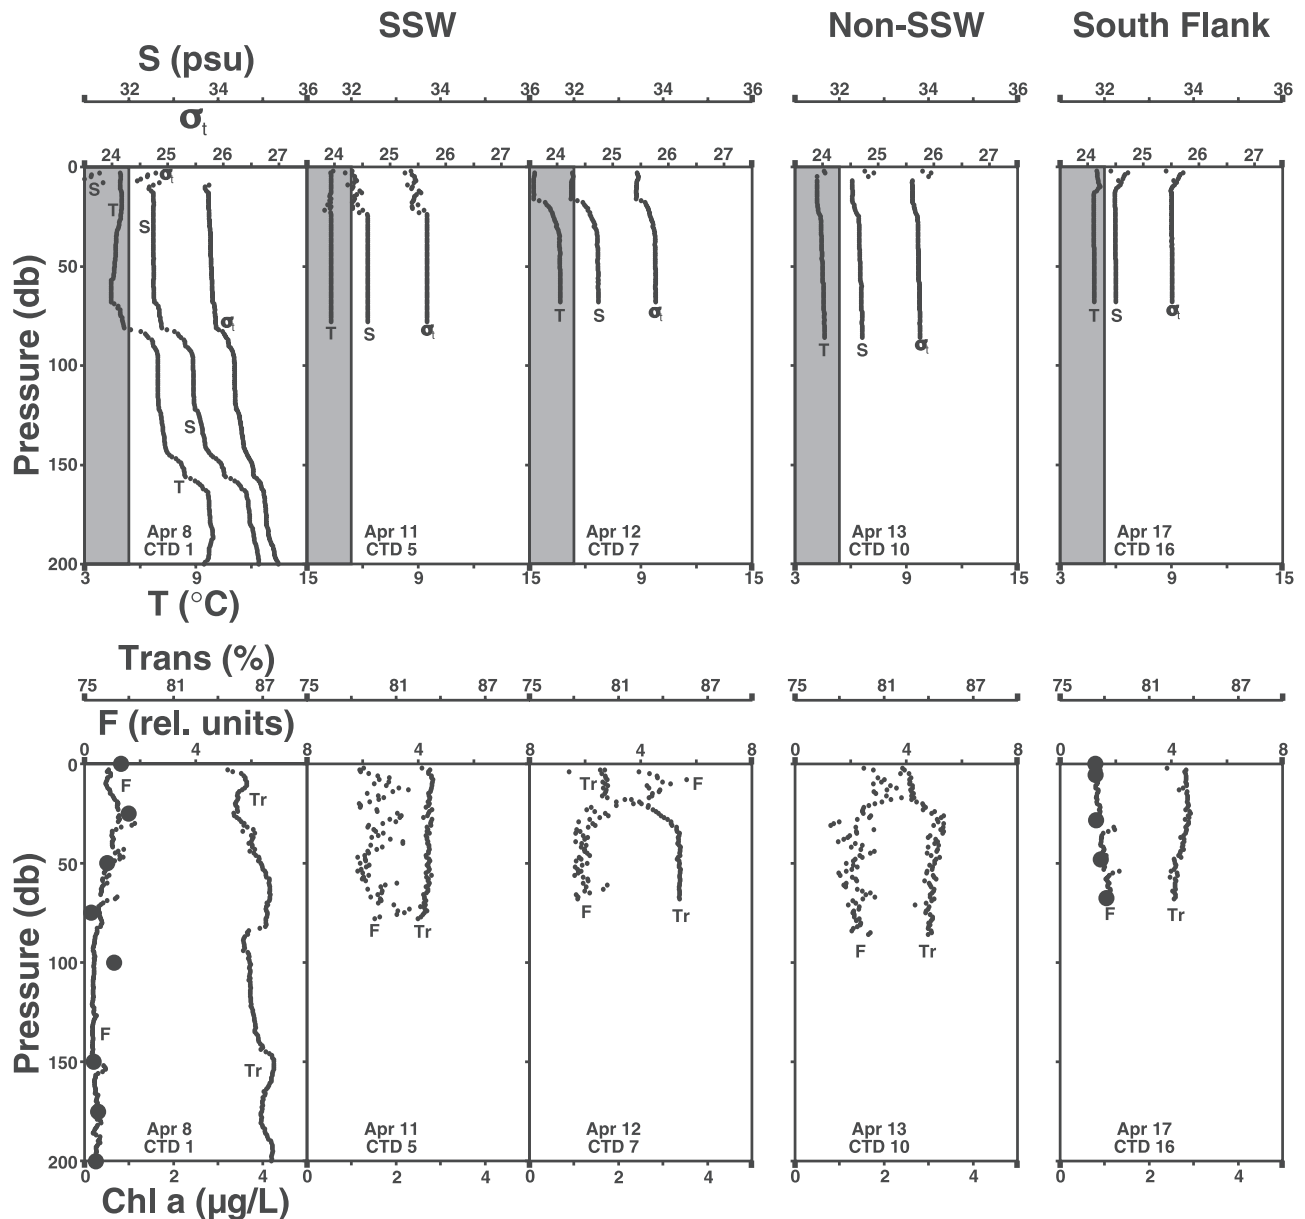 SSW Non-SSW South Flank
S (psu)
32 34 36 32 34 36 32 34 36 32 34 36 32 34 36
σt
24 25 26 27 24 25 26 27 24 25 26 27 24 25 26 27 24 25 26 27
0
S σt
T
S
50
T S σt
T S σt
T S σt
σt
T S σt
100
Pressure (db)
S
150
T
Apr 8 Apr 11 Apr 12 Apr 13 Apr 17
CTD 1 CTD 5 CTD 7 CTD 10 CTD 16
200
3 9 15 9 15 9 15 3 9 15 3 9 15
T (°C)
Trans (%)
75 81 87 75 81 87 75 81 87 75 81 87 75 81 87
F (rel. units)
0 4 8 4 8 4 8 0 4 8 0 4 8
0
F Tr Tr F
50
F Tr F Tr F Tr F Tr
100
Pressure (db)
F
150
Tr
Apr 8 Apr 11 Apr 12 Apr 13 Apr 17
CTD 1 CTD 5 CTD 7 CTD 10 CTD 16
200
0 2 4 2 4 2 4 0 2 4 0 2 4
Chl a (µg/L)